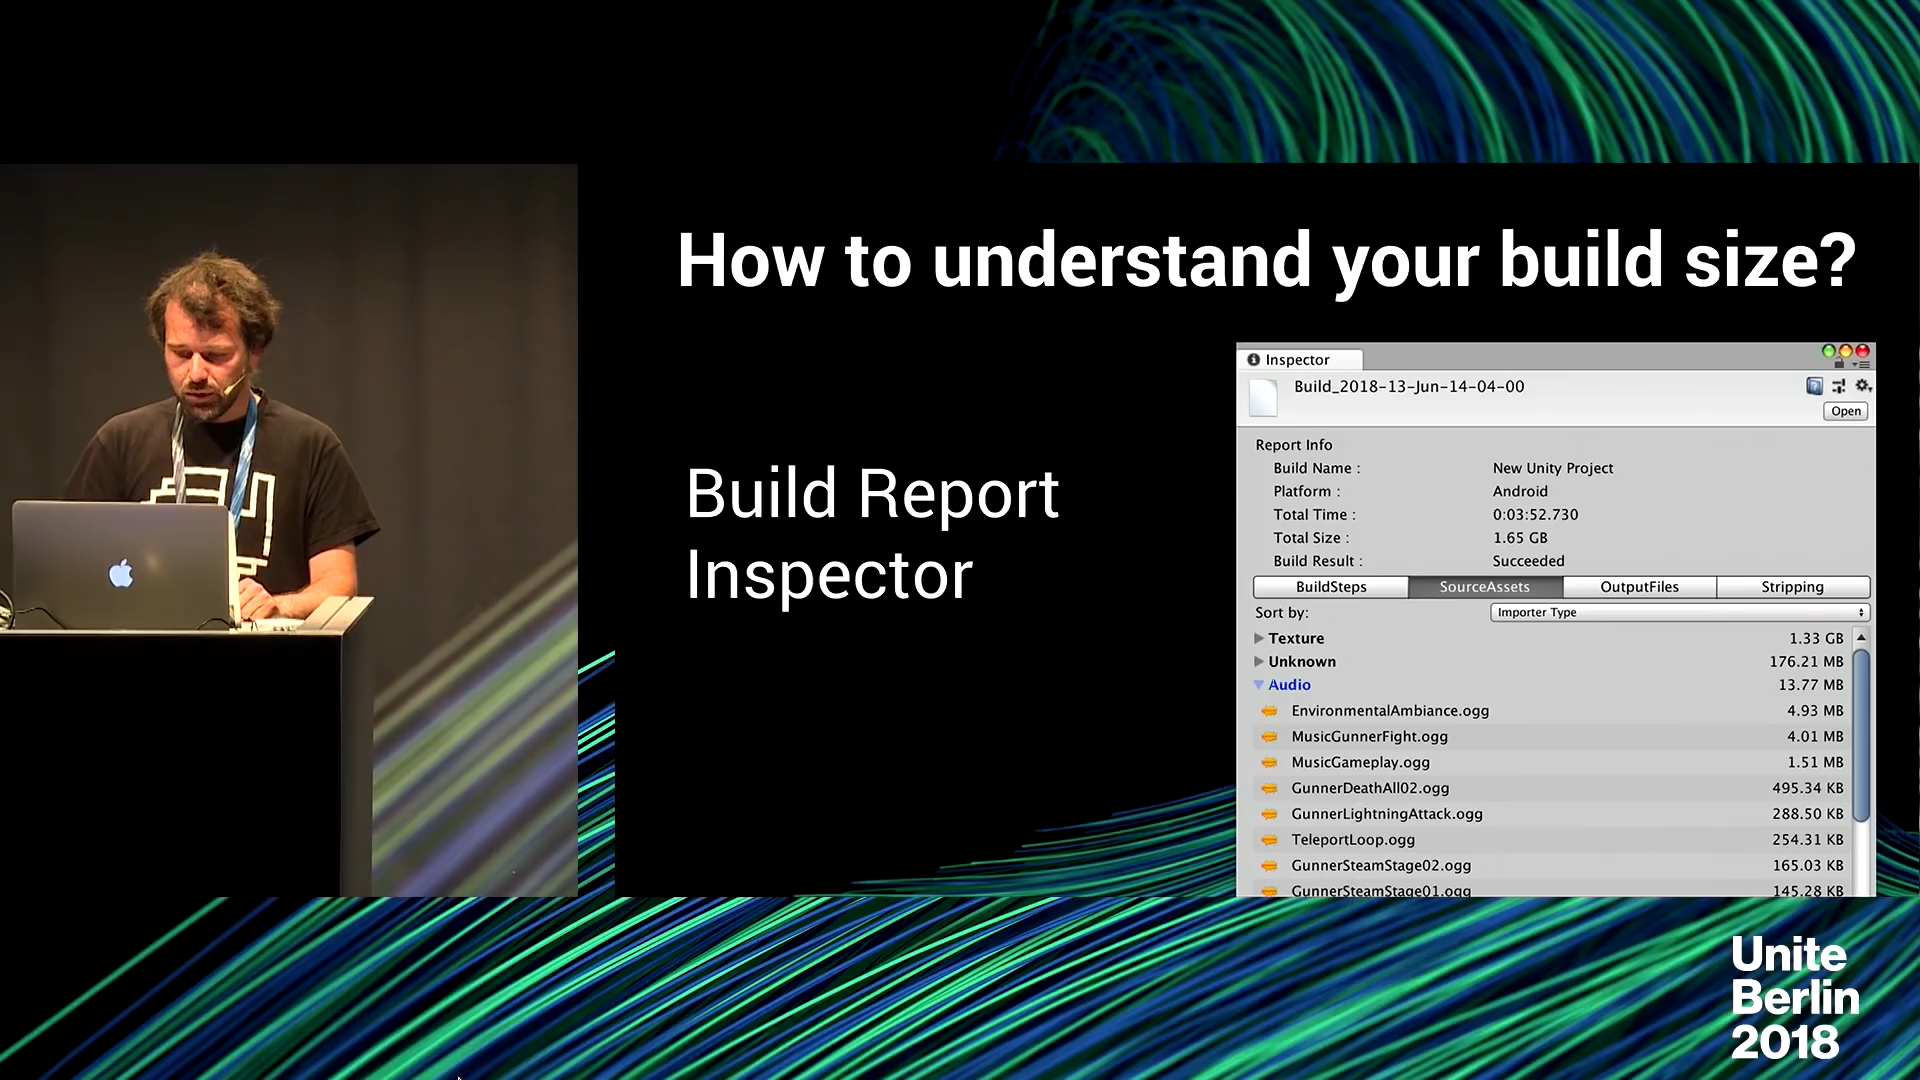 How to understand your build size?
Build Report
Inspector
Inspector
Build_2018-13-Jun-14-04-00
Open
Report Info
Build Name : New Unity Project
Platform : Android
Total Time : 0:03:52.730
Total Size : 1.65 GB
Build Result : Succeeded
BuildSteps SourceAssets OutputFiles Stripping
Sort by: Importer Type
Texture 1.33 GB
Unknown 176.21 MB
Audio 13.77 MB
EnvironmentalAmbiance.ogg 4.93 MB
MusicGunnerFight.ogg 4.01 MB
MusicGameplay.ogg 1.51 MB
GunnerDeathAll02.ogg 495.34 KB
GunnerLightningAttack.ogg 288.50 KB
TeleportLoop.ogg 254.31 KB
GunnerSteamStage02.ogg 165.03 KB
GunnerSteamStage01.ogg 145.28 KB
Unite
Berlin
2018